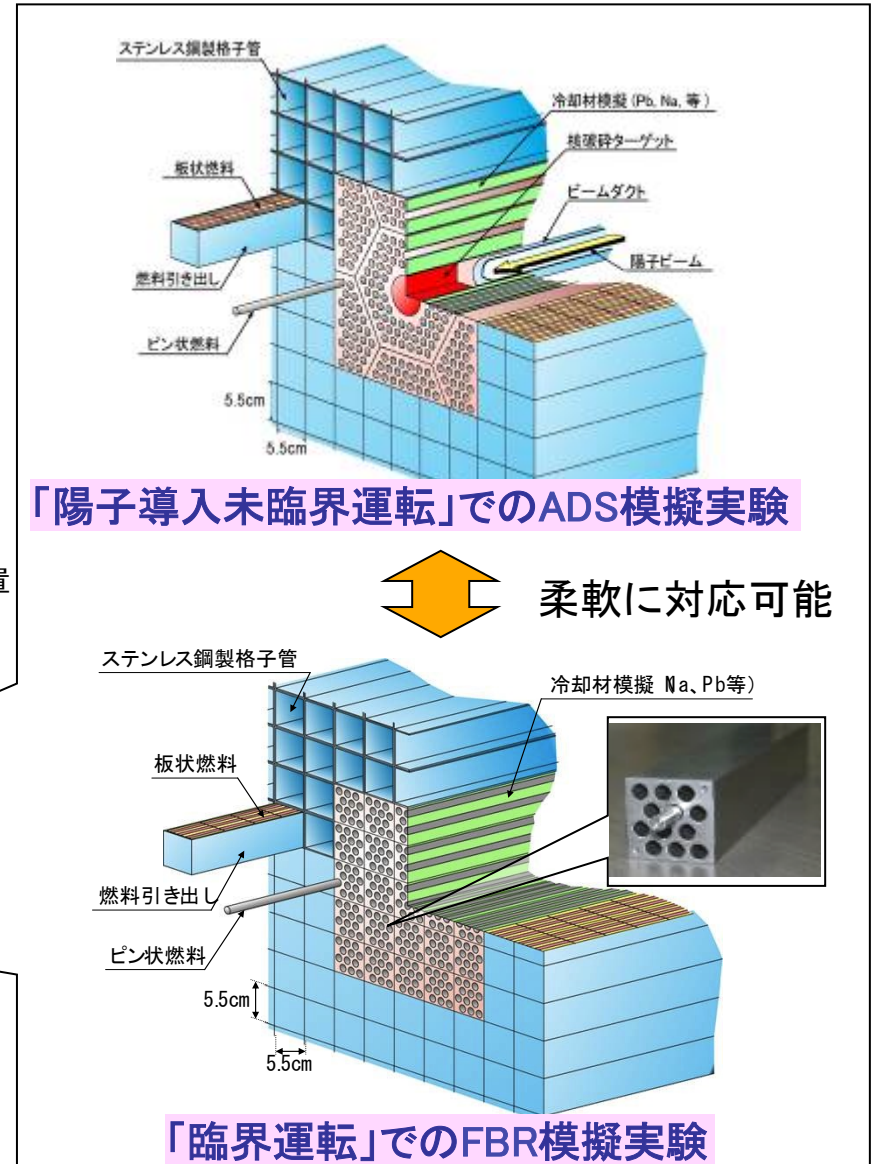 ステンレス鋼製格子管
冷却材模擬(Pb, Na, 等)
核破砕ターゲット
板状燃料
ビームダクト
陽子ビーム
燃料引き出し
ピン状燃料
5.5cm
5.5cm
「陽子導入未臨界運転」でのADS模擬実験
置
柔軟に対応可能
ステンレス鋼製格子管
冷却材模擬 Na、Pb等)
板状燃料
燃料引き出し
ピン状燃料
5.5cm
5.5cm
「臨界運転」でのFBR模擬実験